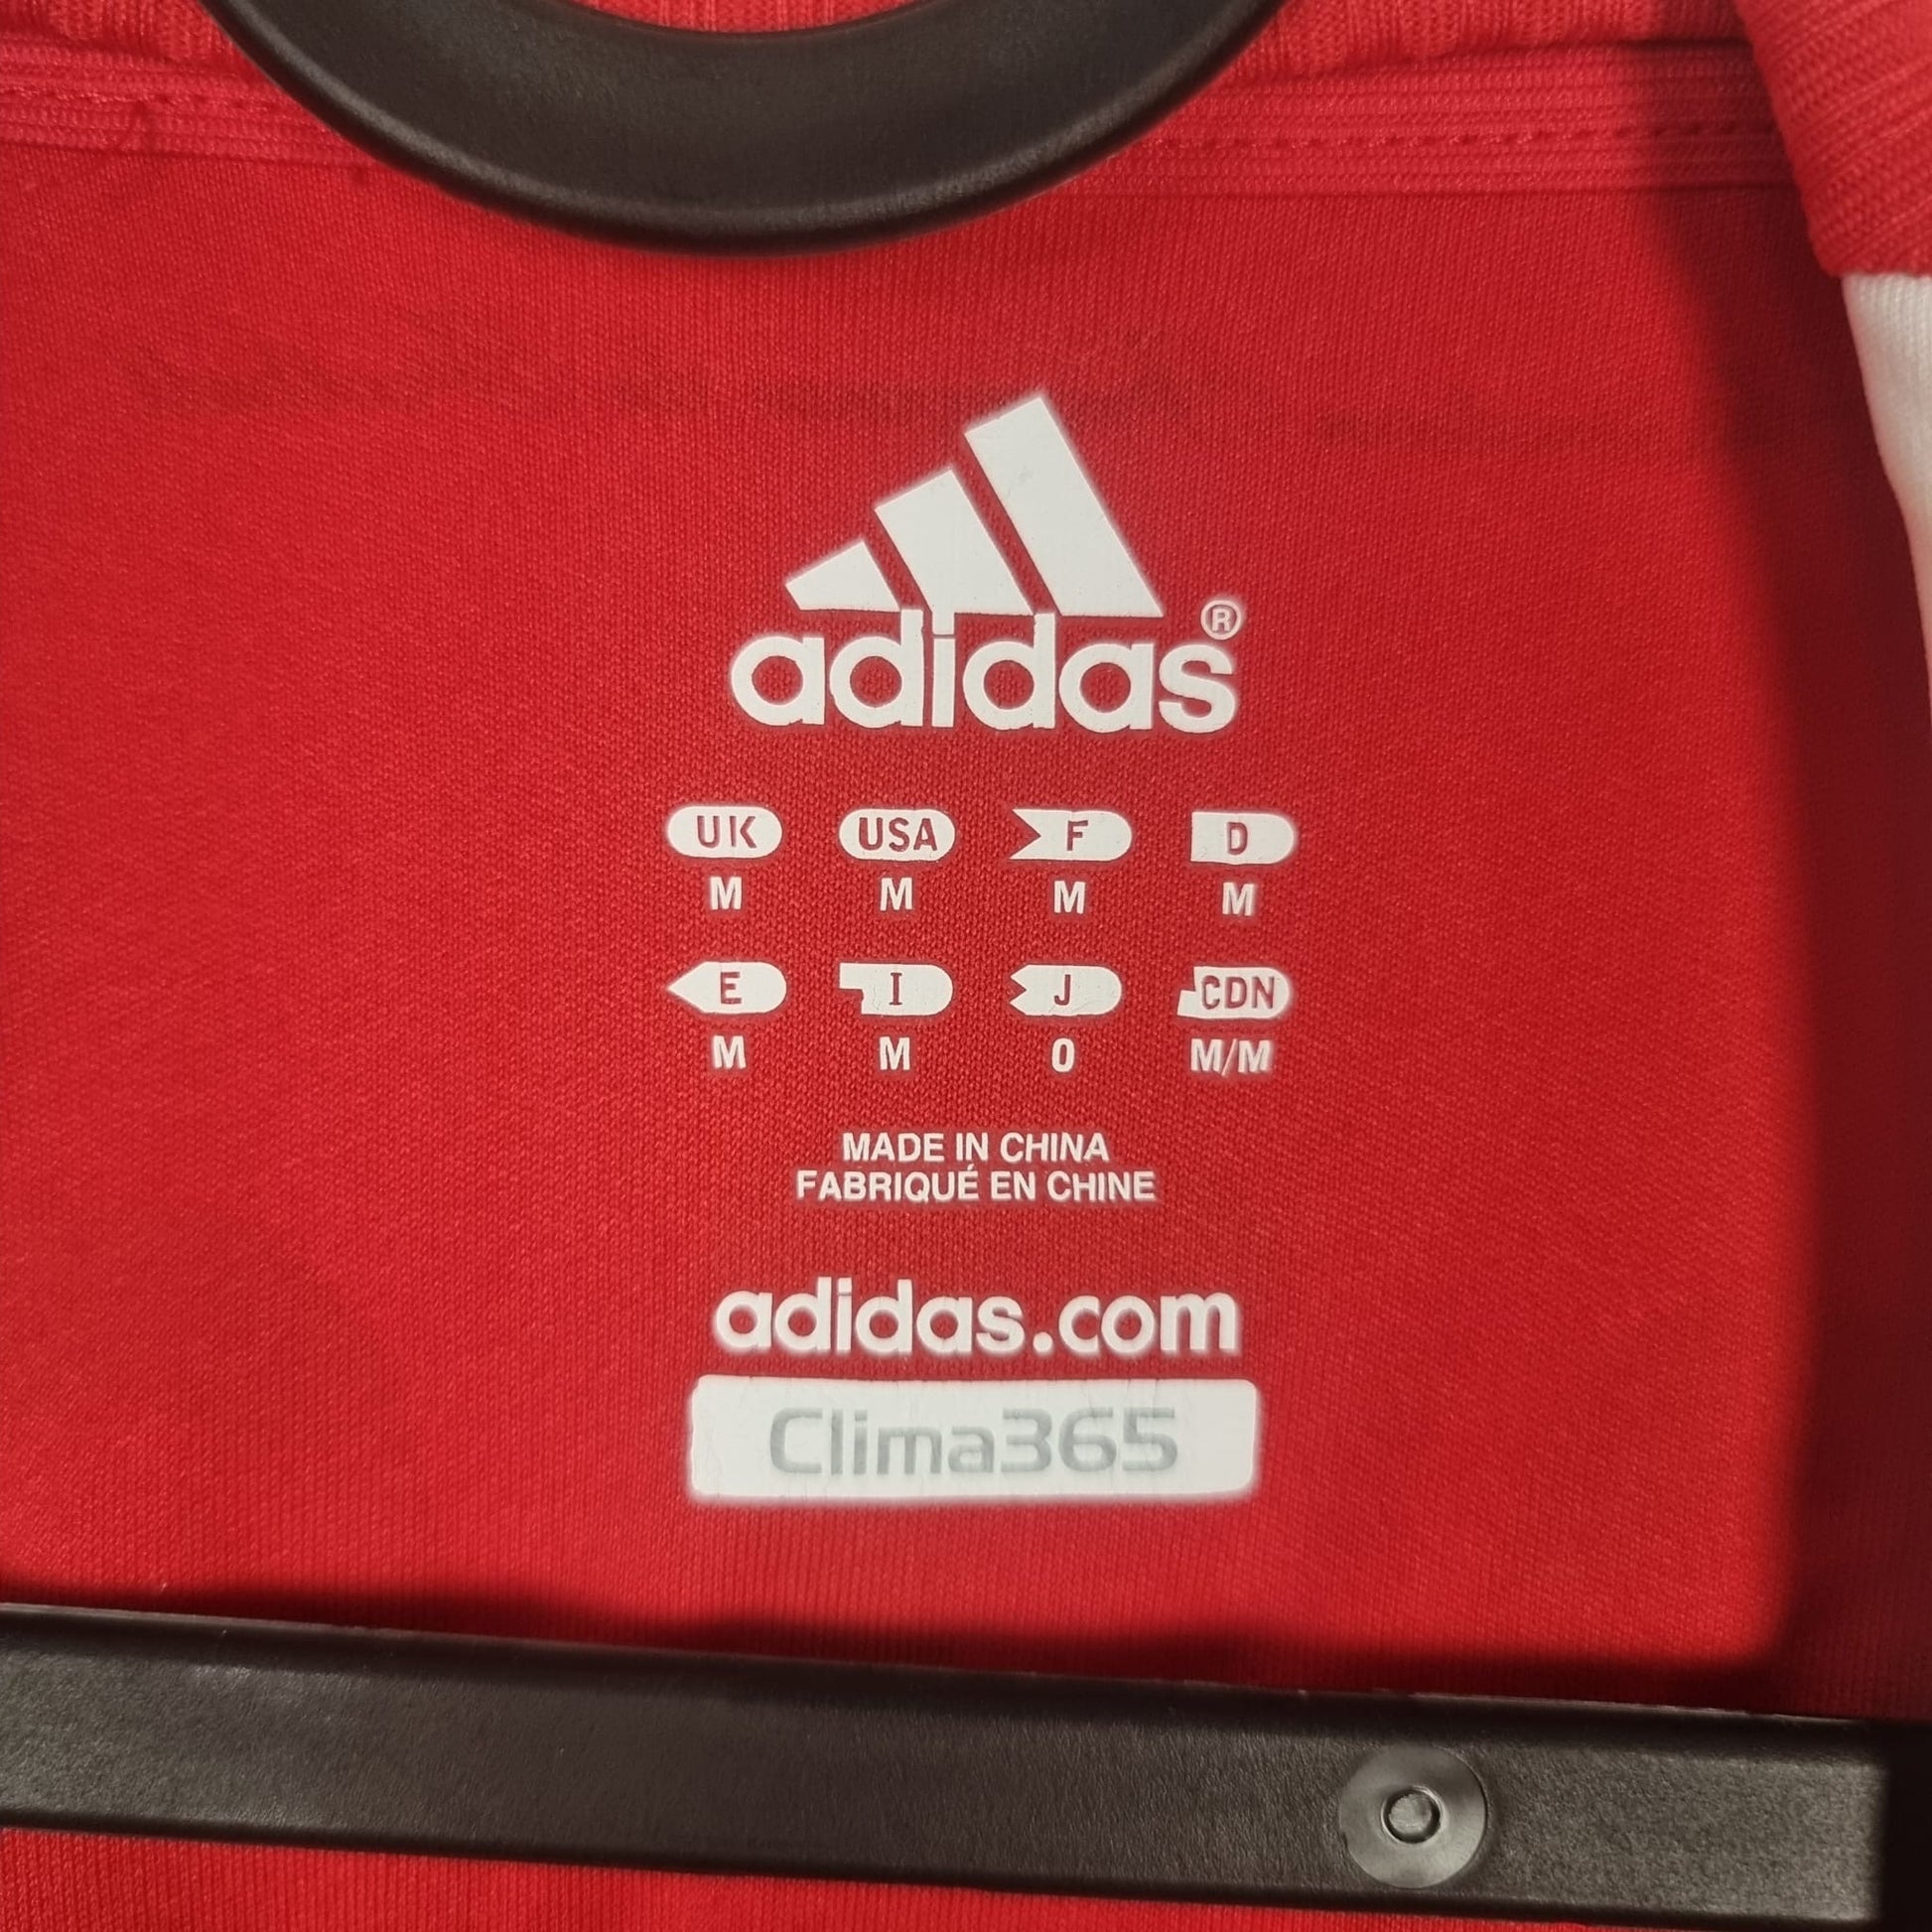 adidas®
UK USA F D
M M M M
E I J CDN
M M O M/M
MADE IN CHINA
FABRIQUÉ EN CHINE
adidas.com
Clima365